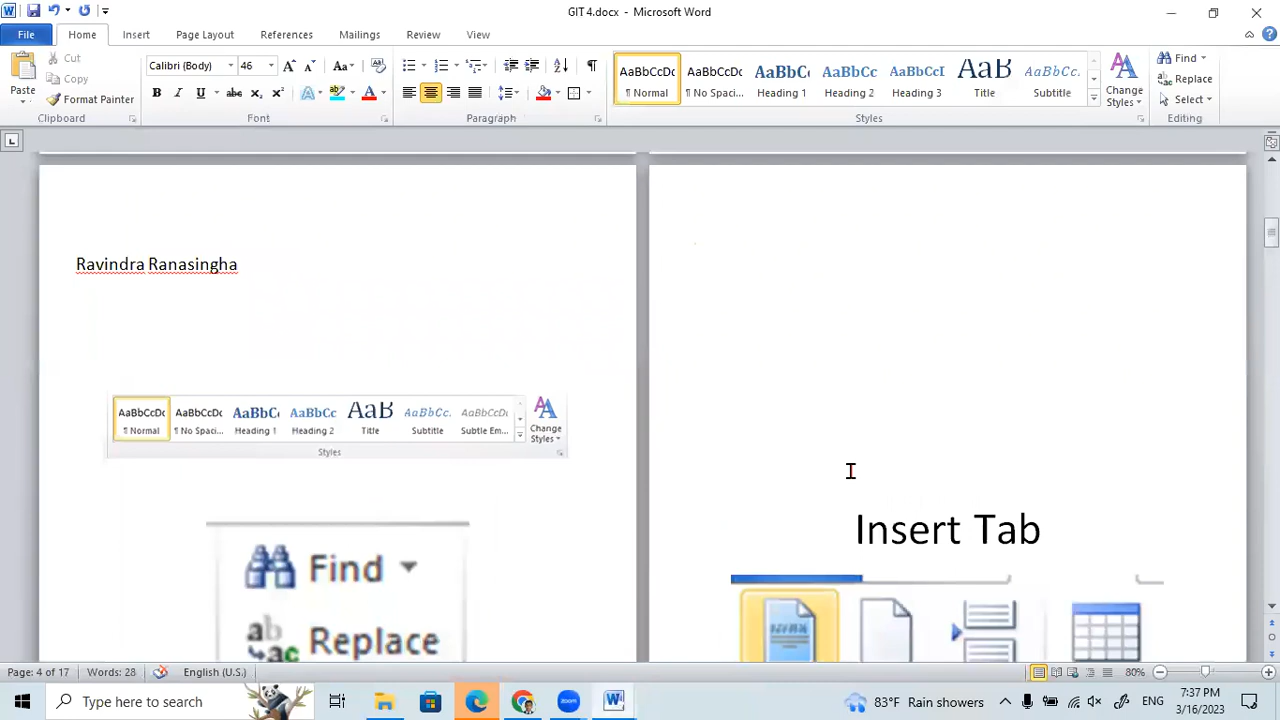 GIT 4.docx - Microsoft Word
File Home Insert Page Layout References Mailings Review View
Paste
Cut
Copy
Format Painter
Clipboard
Calibri (Body) 46
Font
Paragraph
AaBbCcDc AaBbCcDc AaBbC AaBbCc AaBbCcI AaB AaBbCc.
¶ Normal ¶ No Spaci... Heading 1 Heading 2 Heading 3 Title Subtitle
Change
Styles
Styles
Find
Replace
Select
Editing
Ravindra Ranasingha
AaBbCcDc AaBbCcDc AaBbC AaBbCc AaB AaBbCc. AaBbCcDc
¶ Normal ¶ No Spaci... Heading 1 Heading 2 Title Subtitle Subtle Em...
Change
Styles
Styles
Find
Replace
Insert Tab
Page: 4 of 17 Words: 28 English (U.S.) 80%
Type here to search
83°F Rain showers ENG
7:37 PM
3/16/2023